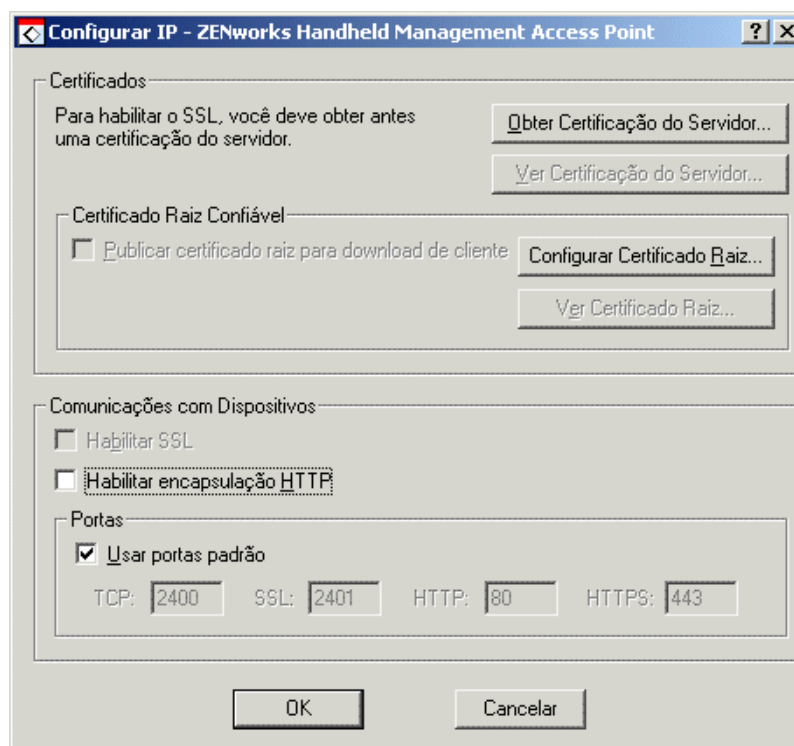 Configurar IP - ZENworks Handheld Management Access Point
Certificados
Para habilitar o SSL, você deve obter antes
uma certificação do servidor.
Obter Certificação do Servidor...
Ver Certificação do Servidor...
Certificado Raiz Confiável
Publicar certificado raiz para download de cliente
Configurar Certificado Raiz...
Ver Certificado Raiz...
Comunicações com Dispositivos
Habilitar SSL
Habilitar encapsulação HTTP
Portas
Usar portas padrão
TCP: 2400 SSL: 2401 HTTP: 80 HTTPS: 443
OK Cancelar